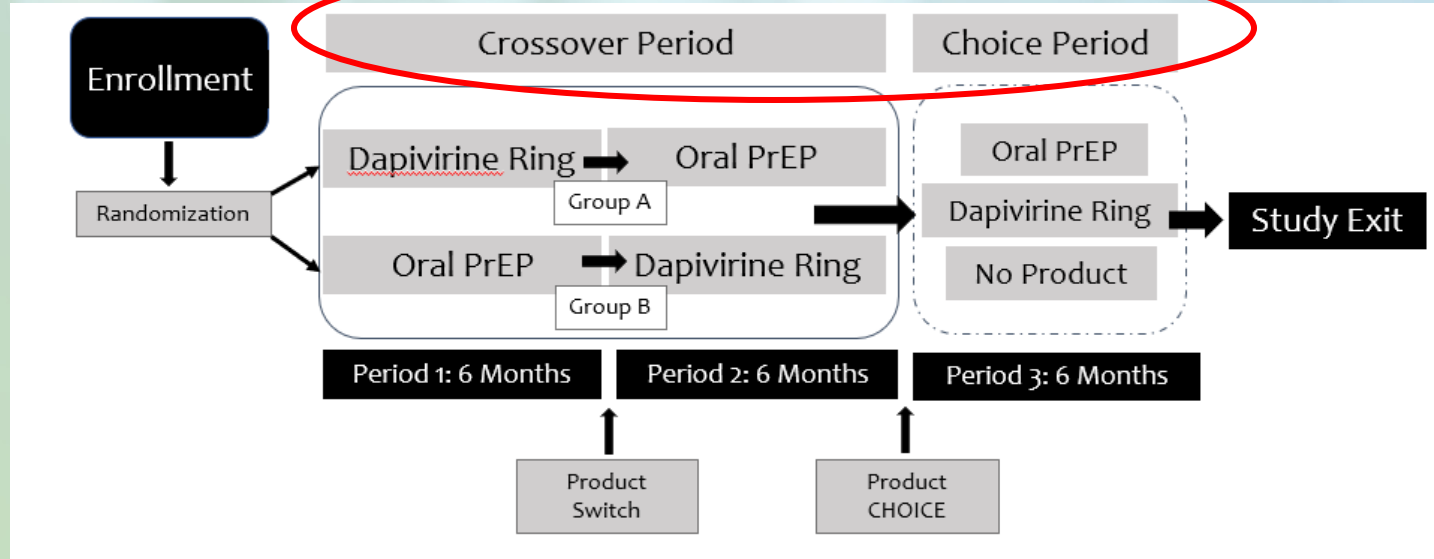 Crossover Period
Choice Period
Enrollment
Randomization
Dapivirine Ring
Oral PrEP
Group A
Oral PrEP
Dapivirine Ring
Group B
Oral PrEP
Dapivirine Ring
No Product
Study Exit
Period 1: 6 Months
Period 2: 6 Months
Period 3: 6 Months
Product
Switch
Product
CHOICE